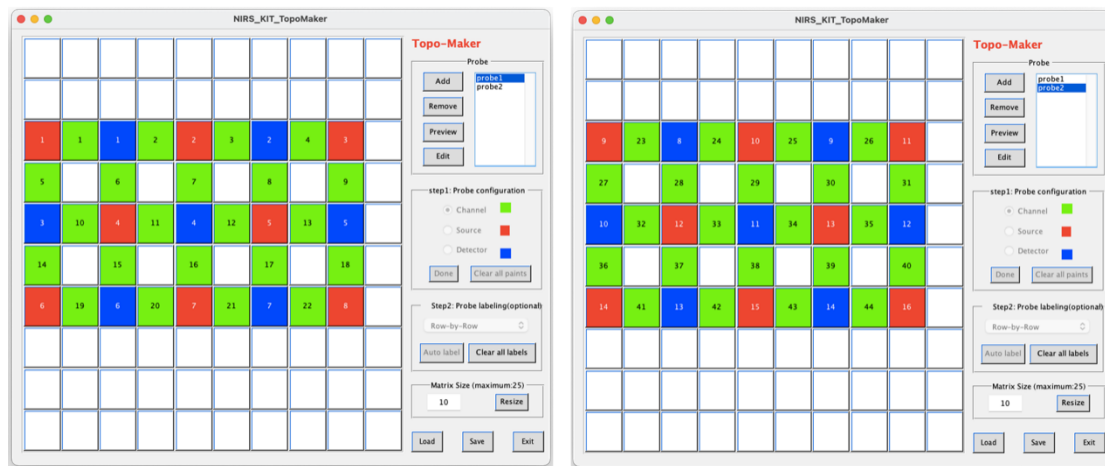 NIRS_KIT_TopoMaker
Topo-Maker
Probe
Add
Remove
Preview
Edit
probe1
probe2
1 1 1 2 2 3 2 4 3
5 6 7 8 9
3 10 4 11 4 12 5 13 5
14 15 16 17 18
6 19 6 20 7 21 7 22 8
step1: Probe configuration
Channel
Source
Detector
Done Clear all paints
Step2: Probe labeling(optional)
Row-by-Row
Auto label Clear all labels
Matrix Size (maximum:25)
10 Resize
Load Save Exit
NIRS_KIT_TopoMaker
Topo-Maker
Probe
Add
Remove
Preview
Edit
probe1
probe2
9 23 8 24 10 25 9 26 11
27 28 29 30 31
10 32 12 33 11 34 13 35 12
36 37 38 39 40
14 41 13 42 15 43 14 44 16
step1: Probe configuration
Channel
Source
Detector
Done Clear all paints
Step2: Probe labeling(optional)
Row-by-Row
Auto label Clear all labels
Matrix Size (maximum:25)
10 Resize
Load Save Exit